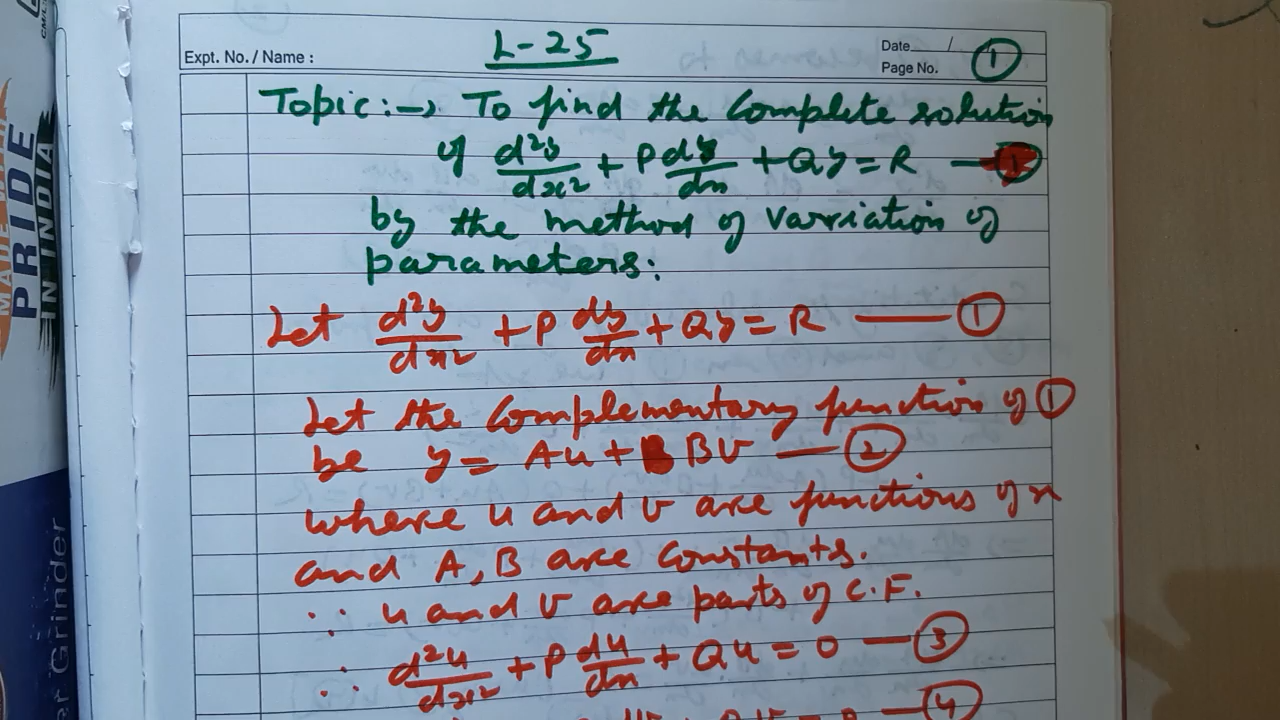 L-25
Expt. No. / Name :
Date / 
Page No. ①
Topic :→ To find the Complete solution
of d²y/dx² + P dy/dx + Qy = R — ①
by the method of variation of
parameters:
Let d²y/dx² + P dy/dx + Qy = R — ①
Let the Complementary function of ①
be y = Au + BV — ②
where u and v are functions of x
and A, B are Constants.
∵ u and v are parts of C.F.
∴ d²u/dx² + P du/dx + Qu = 0 — ③
— ④
PRIDE
IN INDIA
er Grinder